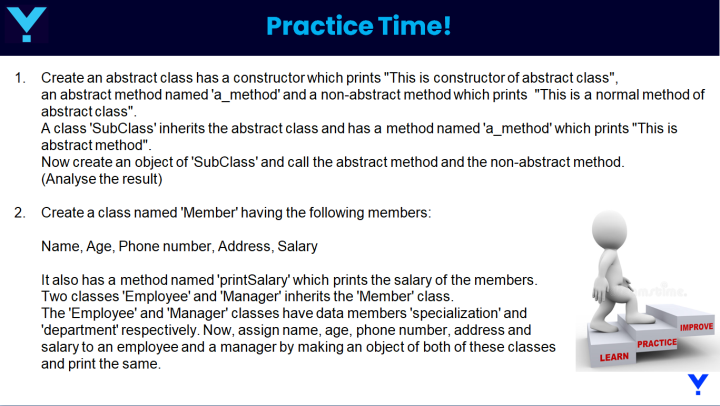 Practice Time!
1. Create an abstract class has a constructor which prints "This is constructor of abstract class",
an abstract method named 'a_method' and a non-abstract method which prints "This is a normal method of
abstract class".
A class 'SubClass' inherits the abstract class and has a method named 'a_method' which prints "This is
abstract method".
Now create an object of 'SubClass' and call the abstract method and the non-abstract method.
(Analyse the result)
2. Create a class named 'Member' having the following members:
Name, Age, Phone number, Address, Salary
It also has a method named 'printSalary' which prints the salary of the members.
Two classes 'Employee' and 'Manager' inherits the 'Member' class.
The 'Employee' and 'Manager' classes have data members 'specialization' and
'department' respectively. Now, assign name, age, phone number, address and
salary to an employee and a manager by making an object of both of these classes
and print the same.
LEARN
PRACTICE
IMPROVE